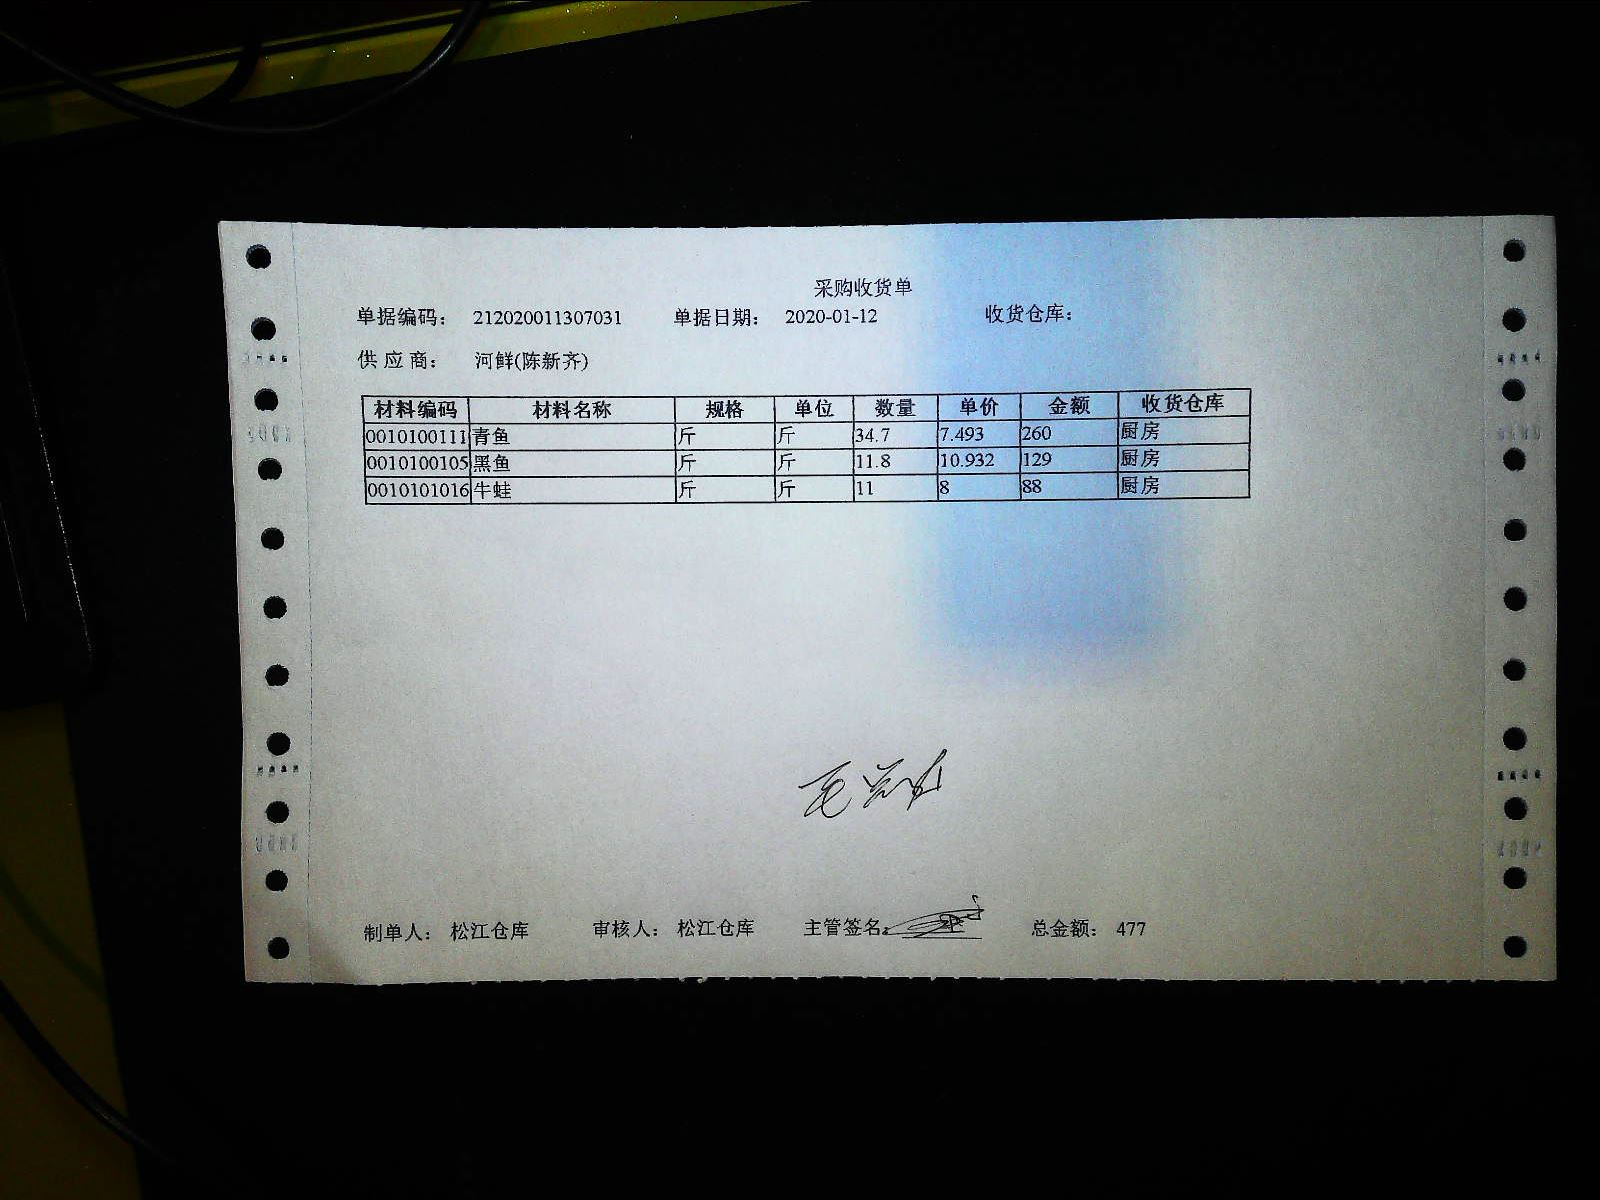 采购收货单
单据编码： 212020011307031 单据日期： 2020-01-12 收货仓库：
供 应 商： 河鲜(陈新齐)
材料编码 材料名称 规格 单位 数量 单价 金额 收货仓库
0010100111 青鱼 斤 斤 34.7 7.493 260 厨房
0010100105 黑鱼 斤 斤 11.8 10.932 129 厨房
0010101016 牛蛙 斤 斤 11 8 88 厨房
制单人： 松江仓库 审核人： 松江仓库 主管签名： 总金额： 477